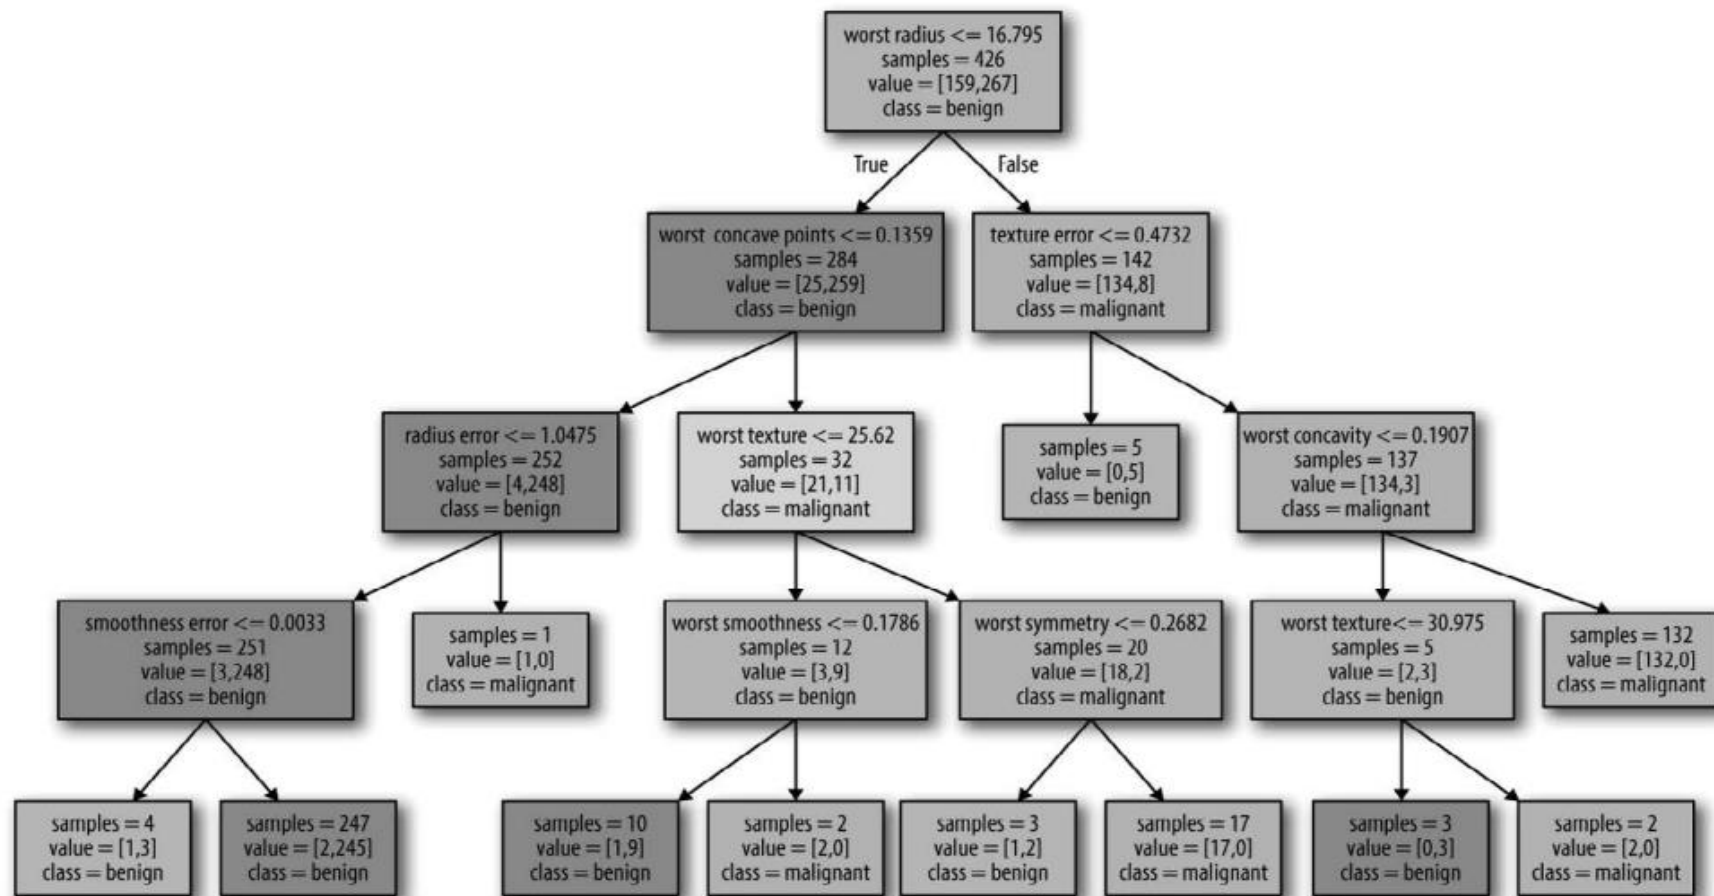 worst radius <= 16.795
samples = 426
value = [159,267]
class = benign
True
False
worst concave points <= 0.1359
samples = 284
value = [25,259]
class = benign
texture error <= 0.4732
samples = 142
value = [134,8]
class = malignant
radius error <= 1.0475
samples = 252
value = [4,248]
class = benign
worst texture <= 25.62
samples = 32
value = [21,11]
class = malignant
samples = 5
value = [0,5]
class = benign
worst concavity <= 0.1907
samples = 137
value = [134,3]
class = malignant
smoothness error <= 0.0033
samples = 251
value = [3,248]
class = benign
samples = 1
value = [1,0]
class = malignant
worst smoothness <= 0.1786
samples = 12
value = [3,9]
class = benign
worst symmetry <= 0.2682
samples = 20
value = [18,2]
class = malignant
worst texture<= 30.975
samples = 5
value = [2,3]
class = benign
samples = 132
value = [132,0]
class = malignant
samples = 4
value = [1,3]
class = benign
samples = 247
value = [2,245]
class = benign
samples = 10
value = [1,9]
class = benign
samples = 2
value = [2,0]
class = malignant
samples = 3
value = [1,2]
class = benign
samples = 17
value = [17,0]
class = malignant
samples = 3
value = [0,3]
class = benign
samples = 2
value = [2,0]
class = malignant